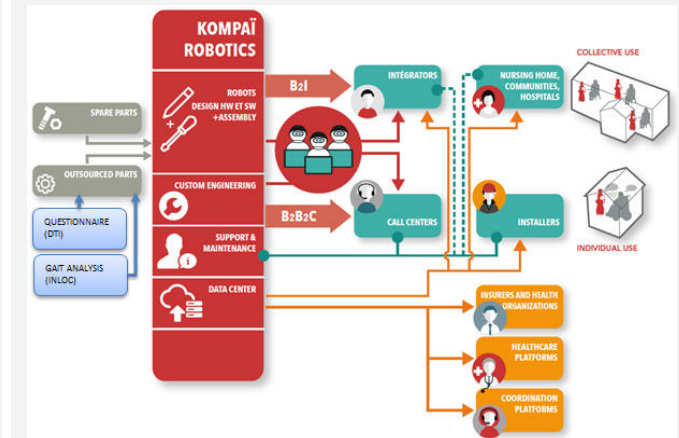 KOMPAÏ
ROBOTICS
COLLECTIVE USE
B2I
INTÉGRATORS
NURSING HOME,
COMMUNITIES,
HOSPITALS
ROBOTS
DESIGN HW ET SW
+ASSEMBLY
SPARE PARTS
OUTSOURCED PARTS
CUSTOM ENGINEERING
QUESTIONNAIRE
(DTI)
B2B2C
CALL CENTERS
INSTALLERS
SUPPORT &
MAINTENANCE
INDIVIDUAL USE
GAIT ANALYSIS
(INLOC)
DATA CENTER
INSURERS AND HEALTH
ORGANIZATIONS
HEALTHCARE
PLATFORMS
COORDINATION
PLATFORMS